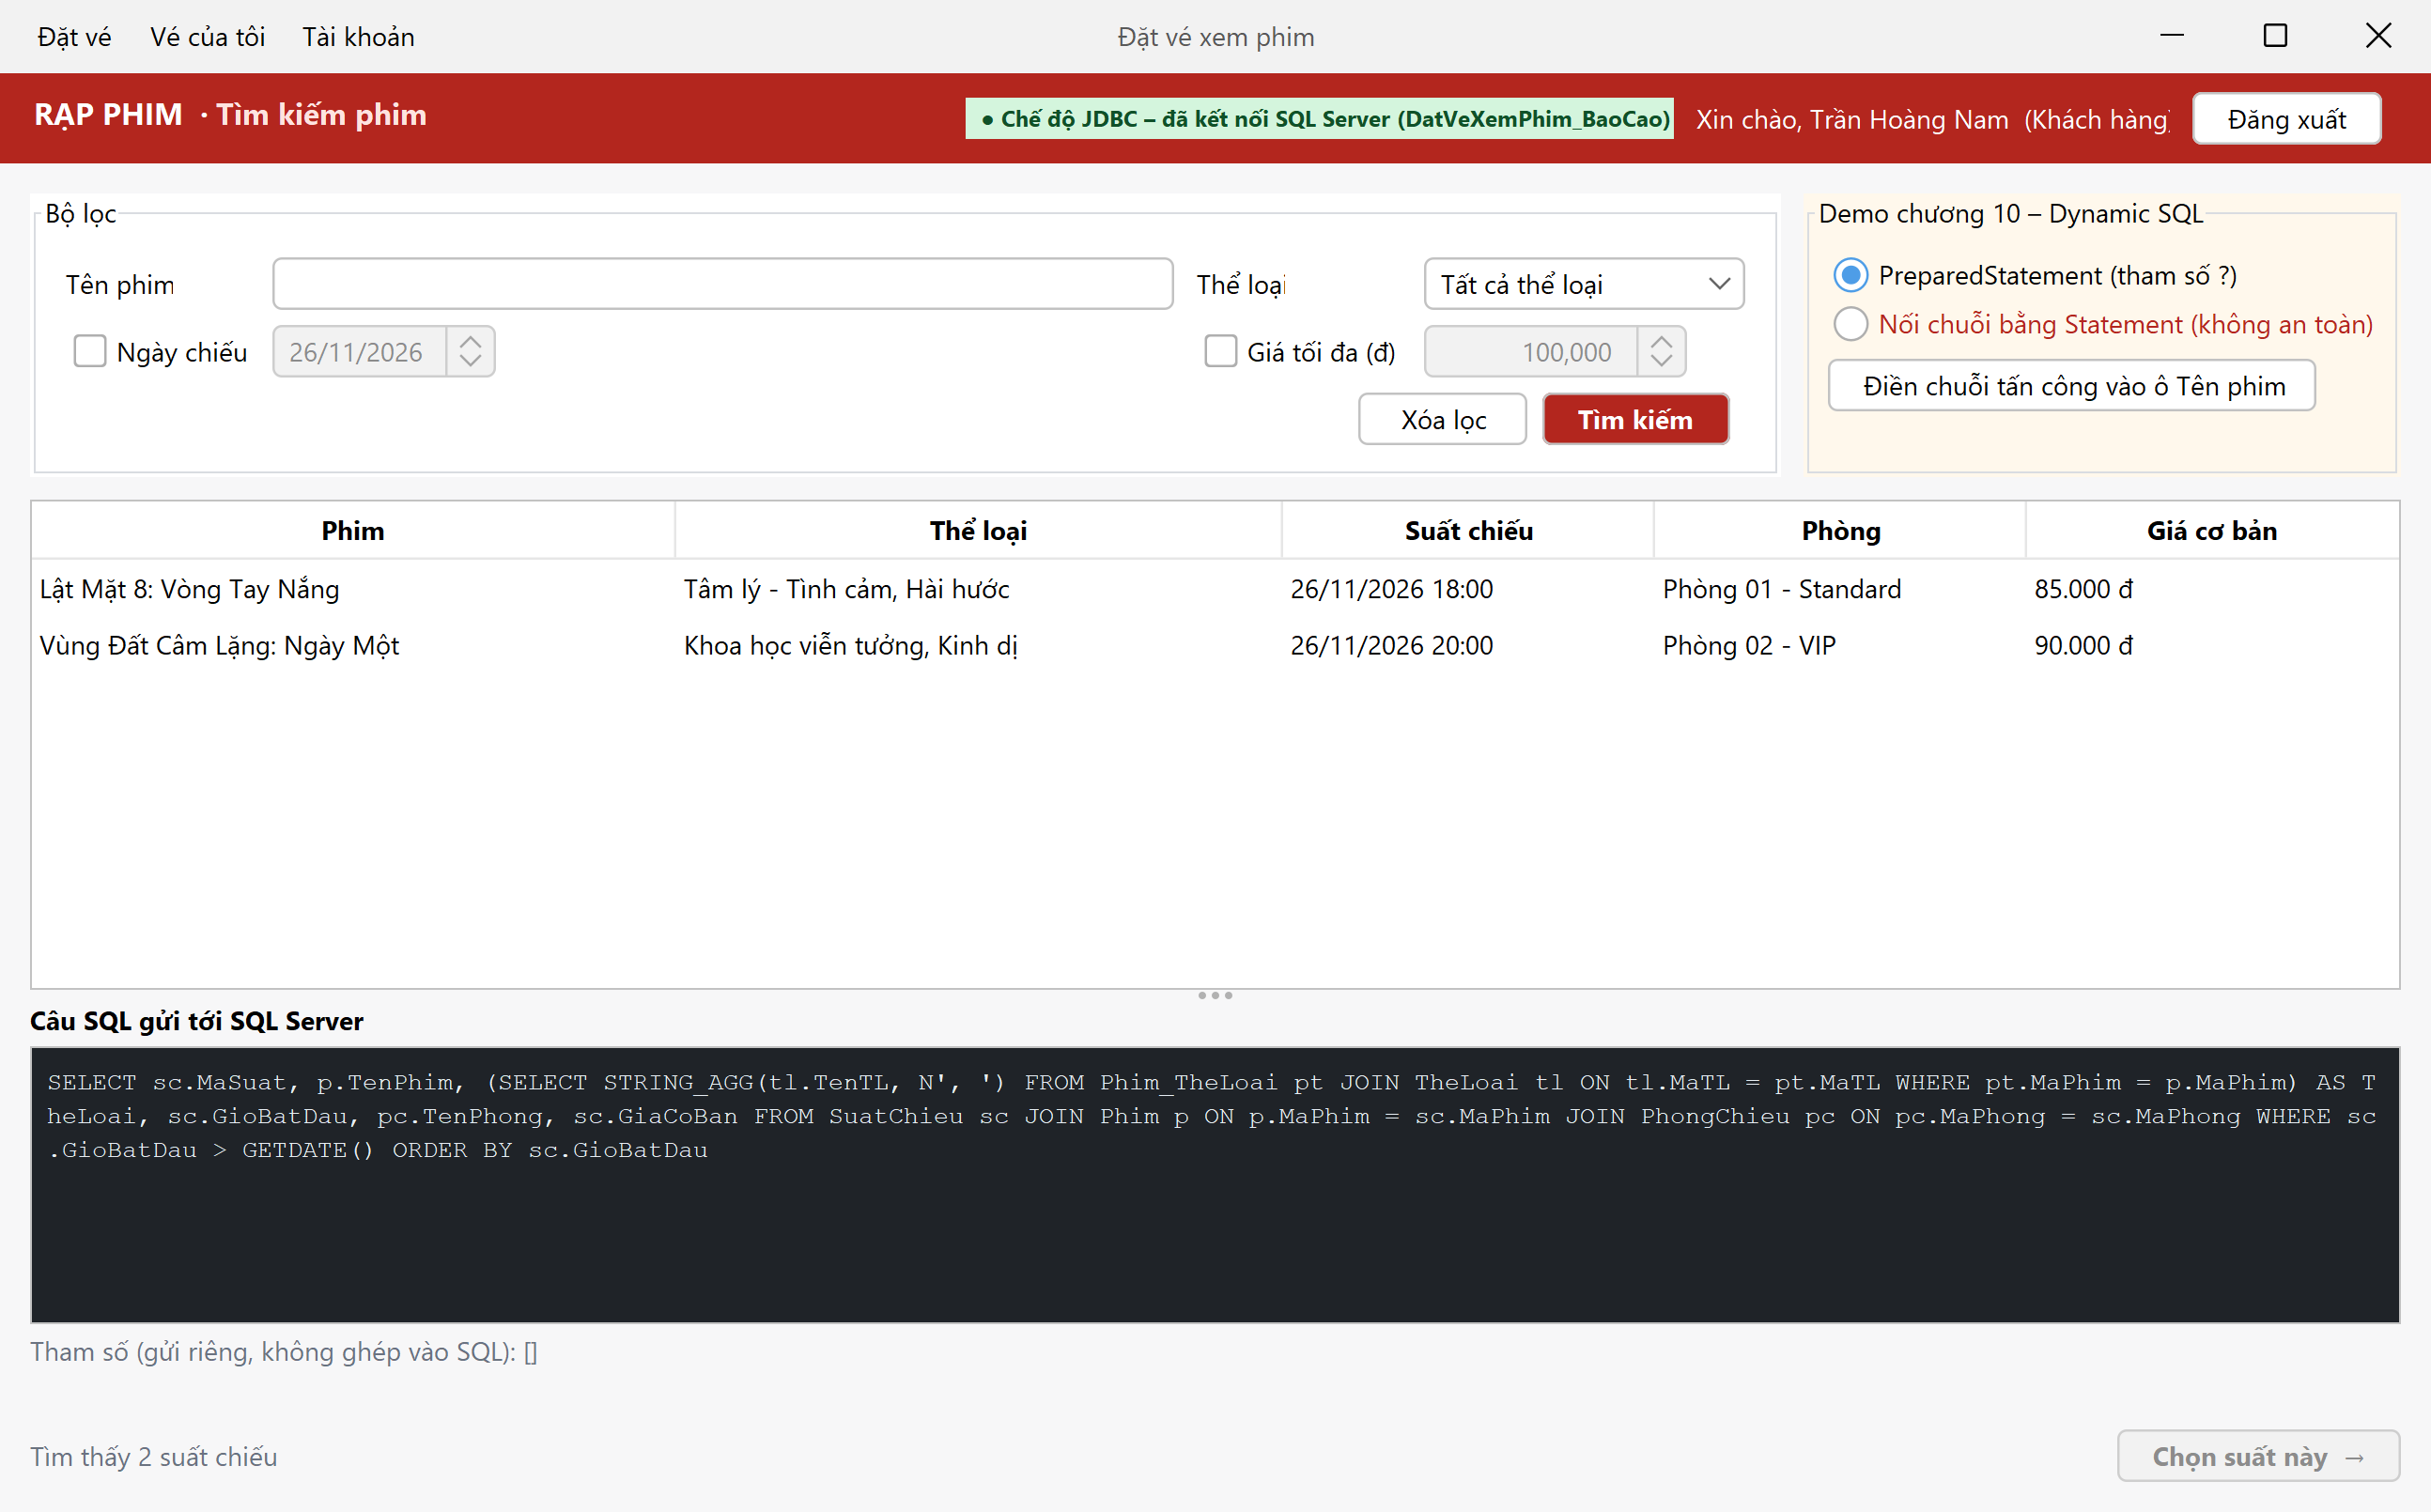 Đặt vé Vé của tôi Tài khoản Đặt vé xem phim
RẠP PHIM · Tìm kiếm phim ● Chế độ JDBC – đã kết nối SQL Server (DatVeXemPhim_BaoCao) Xin chào, Trần Hoàng Nam (Khách hàng) Đăng xuất
Bộ lọc
Tên phim Thể loại Tất cả thể loại
Ngày chiếu 26/11/2026 Giá tối đa (đ) 100,000
Xóa lọc Tìm kiếm
Demo chương 10 – Dynamic SQL
PreparedStatement (tham số ?)
Nối chuỗi bằng Statement (không an toàn)
Điền chuỗi tấn công vào ô Tên phim
Phim Thể loại Suất chiếu Phòng Giá cơ bản
Lật Mặt 8: Vòng Tay Nắng Tâm lý - Tình cảm, Hài hước 26/11/2026 18:00 Phòng 01 - Standard 85.000 đ
Vùng Đất Câm Lặng: Ngày Một Khoa học viễn tưởng, Kinh dị 26/11/2026 20:00 Phòng 02 - VIP 90.000 đ
Câu SQL gửi tới SQL Server
SELECT sc.MaSuat, p.TenPhim, (SELECT STRING_AGG(tl.TenTL, N', ') FROM Phim_TheLoai pt JOIN TheLoai tl ON tl.MaTL = pt.MaTL WHERE pt.MaPhim = p.MaPhim) AS T
heLoai, sc.GioBatDau, pc.TenPhong, sc.GiaCoBan FROM SuatChieu sc JOIN Phim p ON p.MaPhim = sc.MaPhim JOIN PhongChieu pc ON pc.MaPhong = sc.MaPhong WHERE sc
.GioBatDau > GETDATE() ORDER BY sc.GioBatDau
Tham số (gửi riêng, không ghép vào SQL): []
Tìm thấy 2 suất chiếu Chọn suất này →